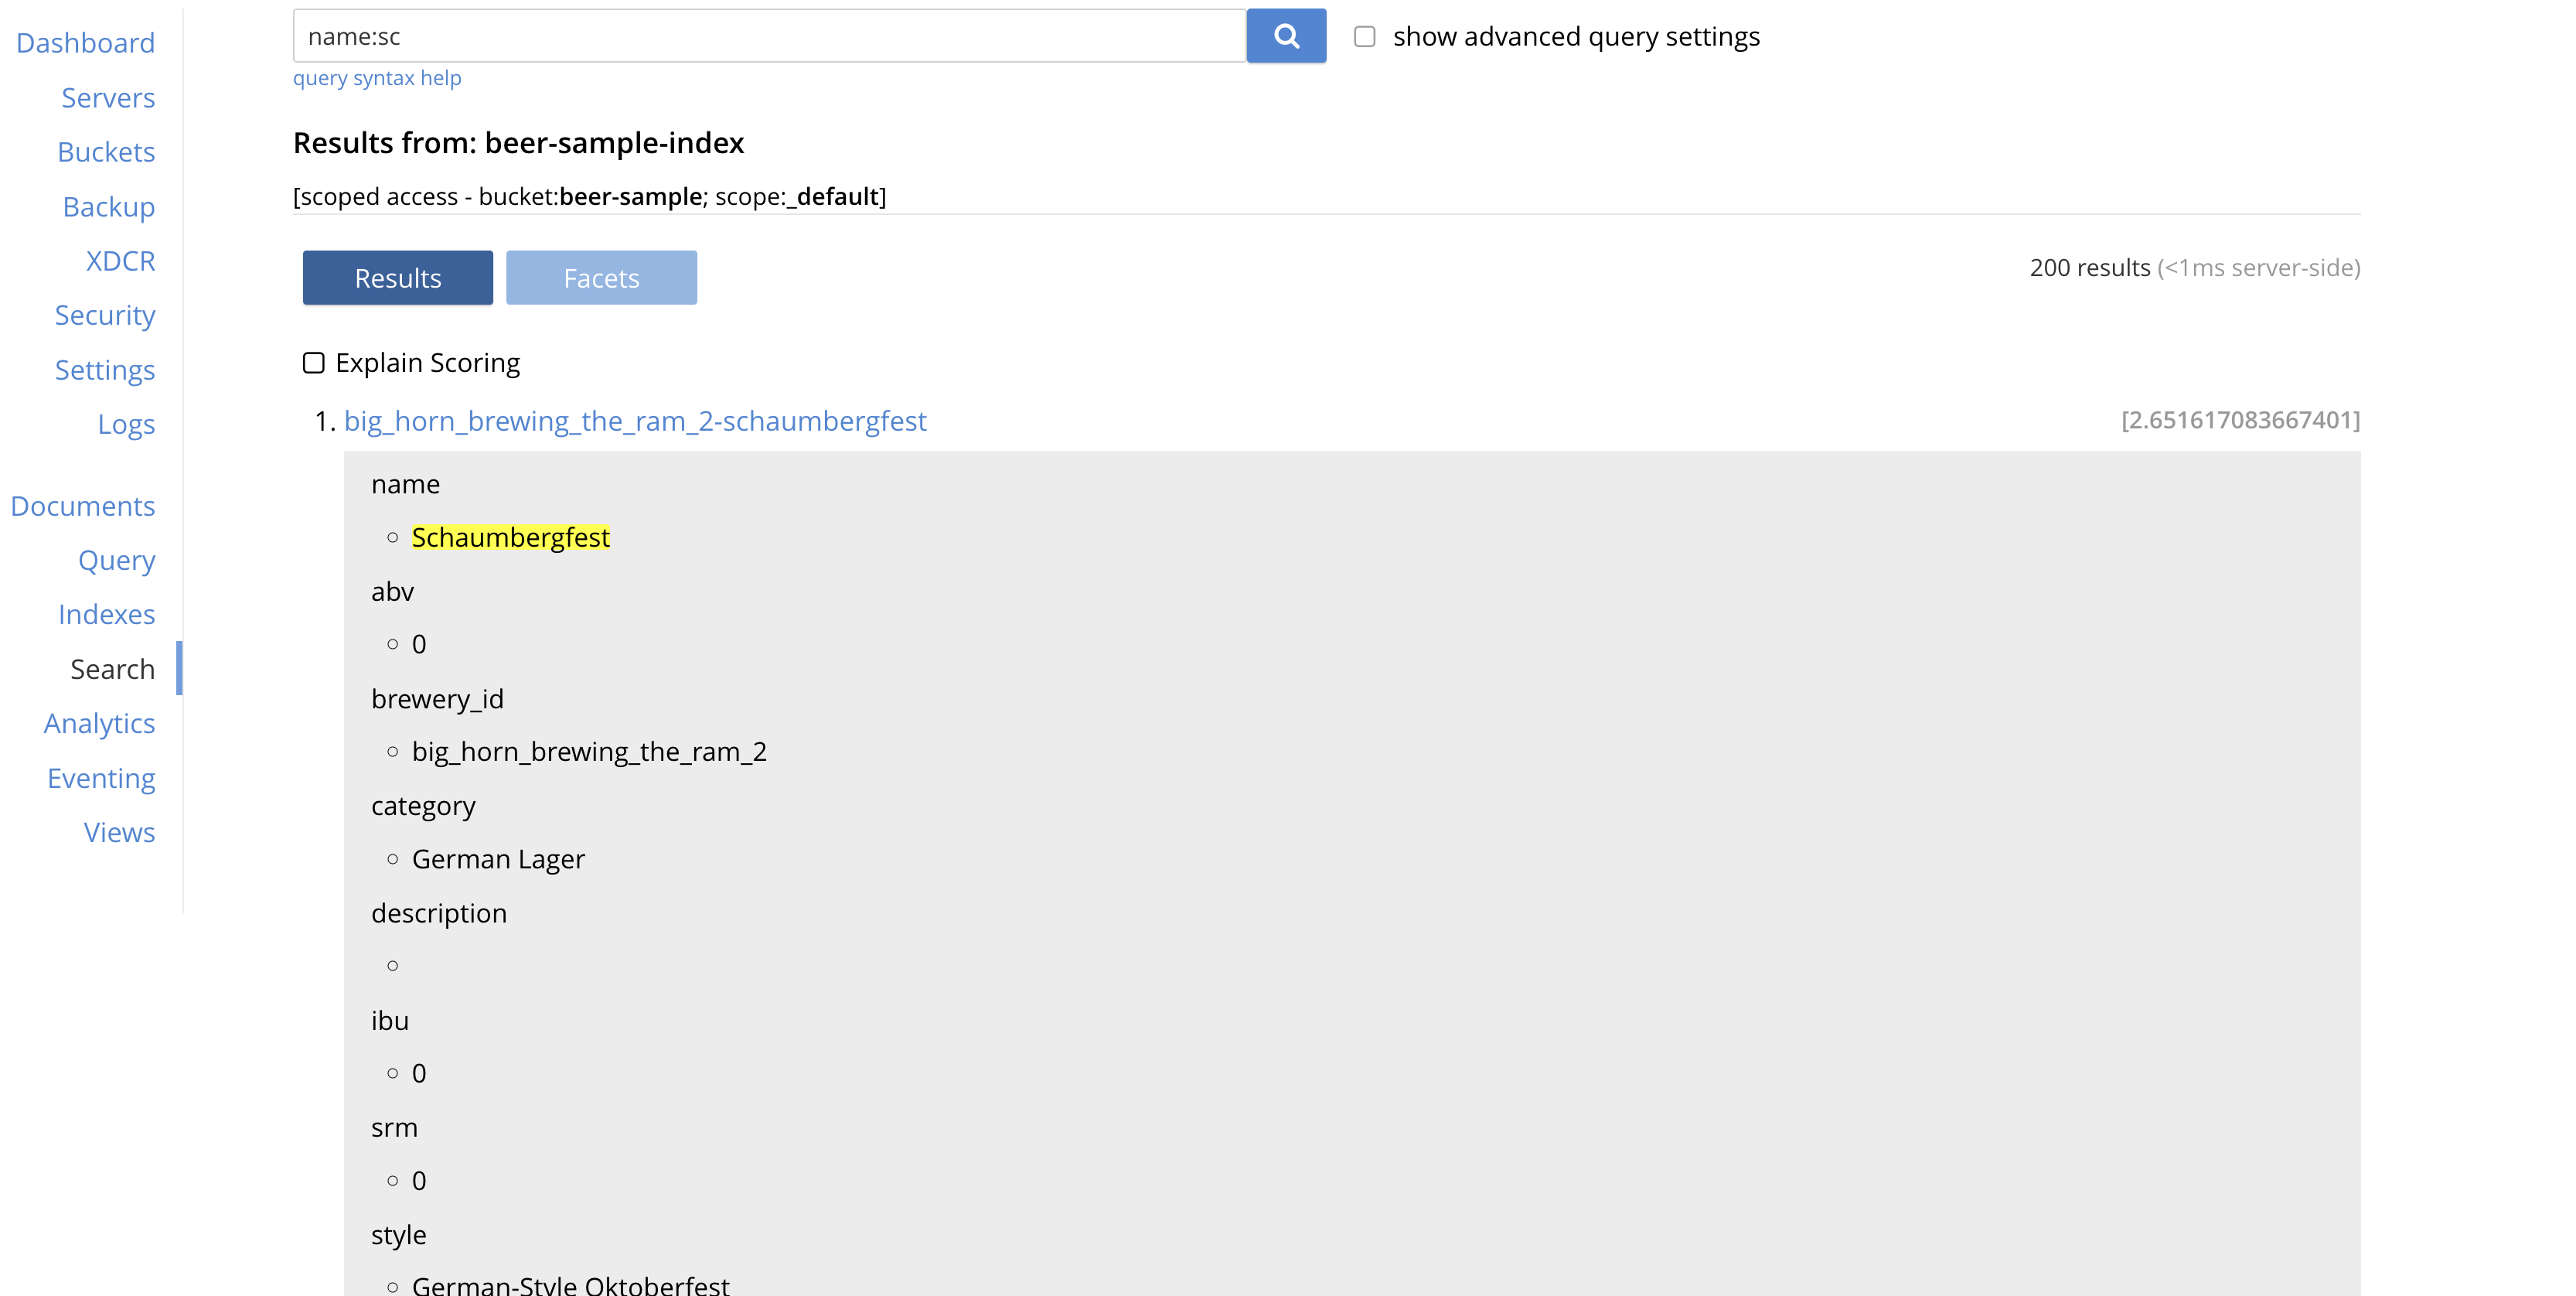 Dashboard
Servers
Buckets
Backup
XDCR
Security
Settings
Logs
Documents
Query
Indexes
Search
Analytics
Eventing
Views
name:sc
show advanced query settings
query syntax help
Results from: beer-sample-index
[scoped access - bucket:beer-sample; scope:_default]
Results
Facets
200 results (<1ms server-side)
Explain Scoring
1. big_horn_brewing_the_ram_2-schaumbergfest
[2.651617083667401]
name
Schaumbergfest
abv
0
brewery_id
big_horn_brewing_the_ram_2
category
German Lager
description
ibu
0
srm
0
style
German-Style Oktoberfest